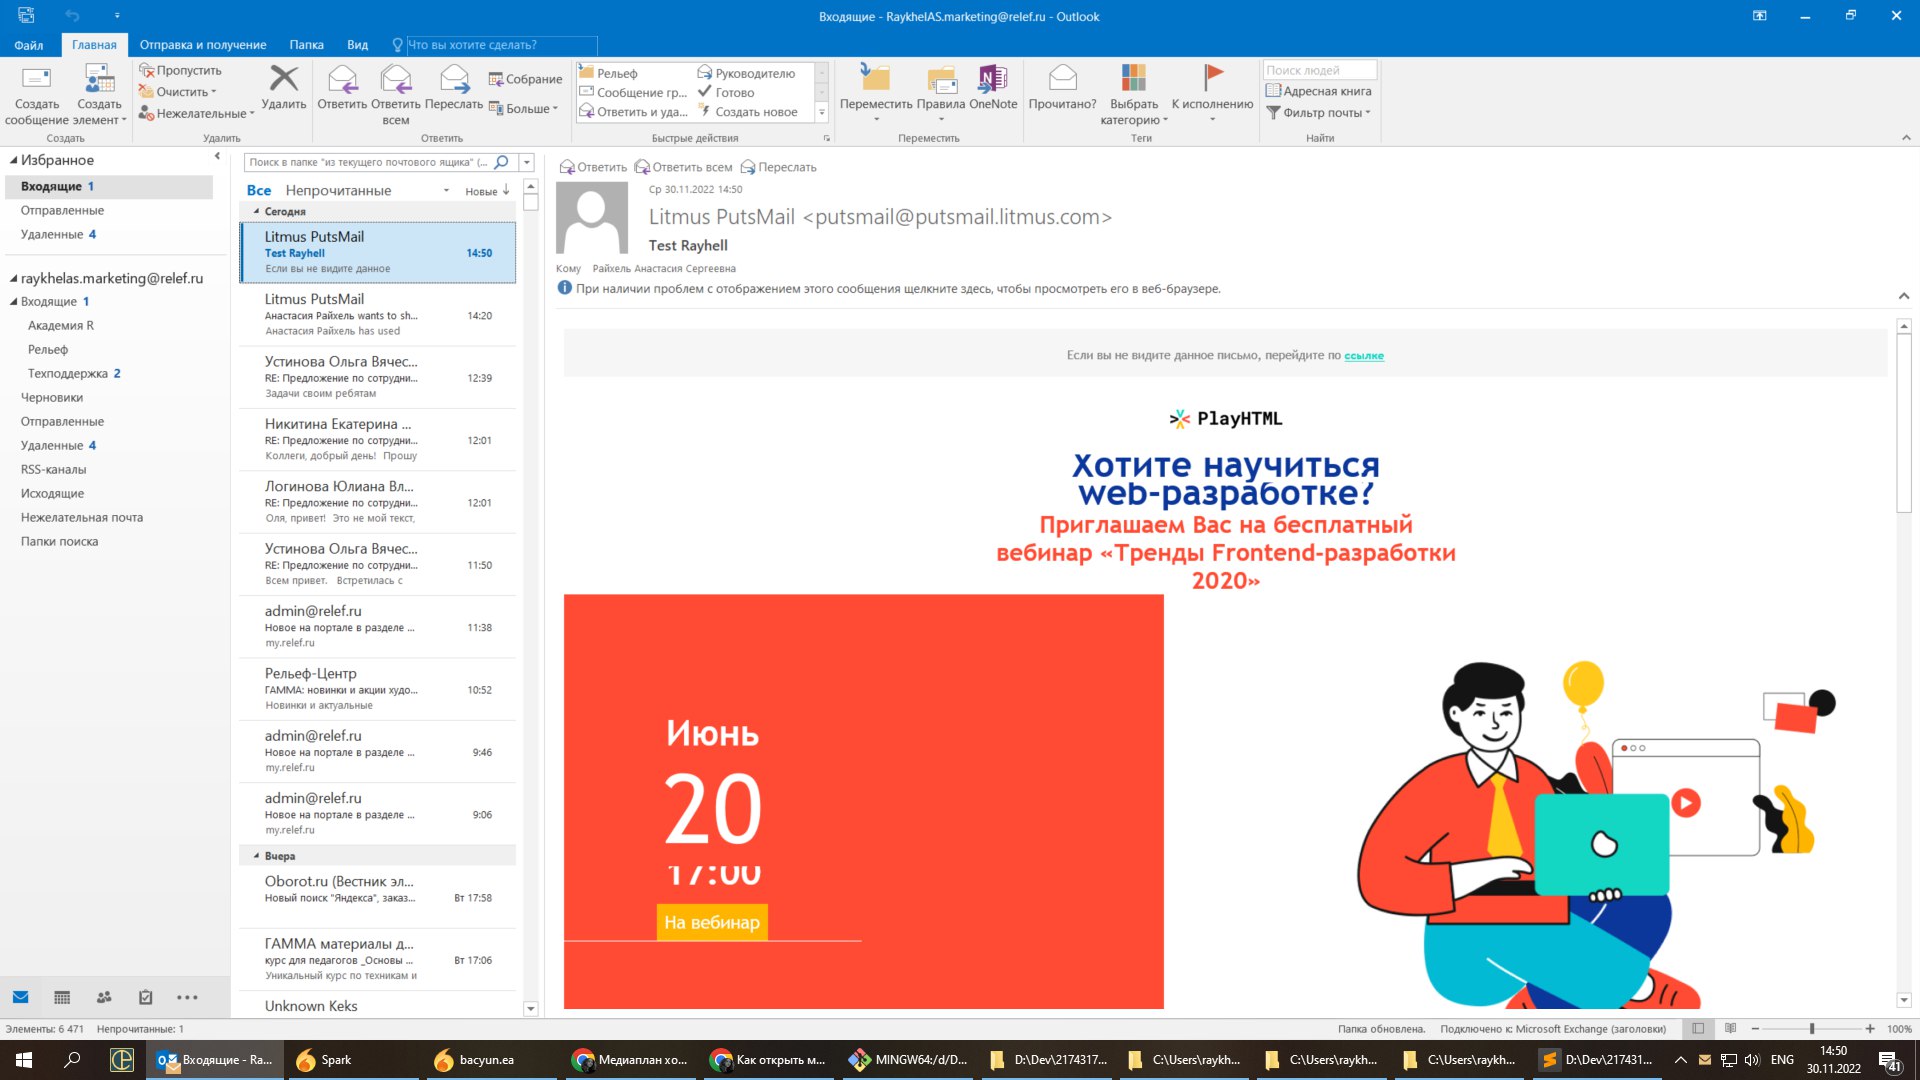 Входящие - RaykhelAS.marketing@relef.ru - Outlook
Файл
Главная
Отправка и получение
Папка
Вид
Что вы хотите сделать?
Создать сообщение
Создать элемент
Создать
Пропустить
Очистить
Нежелательные
Удалить
Удалить
Ответить
Ответить всем
Переслать
Собрание
Больше
Ответить
Рельеф
Сообщение гр...
Ответить и уда...
Руководителю
Готово
Создать новое
Быстрые действия
Переместить
Правила
OneNote
Переместить
Прочитано?
Выбрать категорию
К исполнению
Теги
Поиск людей
Адресная книга
Фильтр почты
Найти
Избранное
Входящие 1
Отправленные
Удаленные 4
raykhelas.marketing@relef.ru
Входящие 1
Академия R
Рельеф
Техподдержка 2
Черновики
Отправленные
Удаленные 4
RSS-каналы
Исходящие
Нежелательная почта
Папки поиска
Поиск в папке "из текущего почтового ящика" (...
Все Непрочитанные Новые
Сегодня
Litmus PutsMail
Test Rayhell 14:50
Если вы не видите данное
Litmus PutsMail
Анастасия Райхель wants to sh... 14:20
Анастасия Райхель has used
Устинова Ольга Вячес...
RE: Предложение по сотрудни... 12:39
Задачи своим ребятам
Никитина Екатерина ...
RE: Предложение по сотрудни... 12:01
Коллеги, добрый день! Прошу
Логинова Юлиана Вл...
RE: Предложение по сотрудни... 12:01
Оля, привет! Это не мой текст,
Устинова Ольга Вячес...
RE: Предложение по сотрудни... 11:50
Всем привет. Встретилась с
admin@relef.ru
Новое на портале в разделе ... 11:38
my.relef.ru
Рельеф-Центр
ГАММА: новинки и акции худо... 10:52
Новинки и актуальные
admin@relef.ru
Новое на портале в разделе ... 9:46
my.relef.ru
admin@relef.ru
Новое на портале в разделе ... 9:06
my.relef.ru
Вчера
Oborot.ru (Вестник эл...
Новый поиск "Яндекса", заказ... Вт 17:58
ГАММА материалы д...
курс для педагогов _Основы ... Вт 17:06
Уникальный курс по техникам и
Unknown Keks
Ответить Ответить всем Переслать
Ср 30.11.2022 14:50
Litmus PutsMail <putsmail@putsmail.litmus.com>
Test Rayhell
Кому Райхель Анастасия Сергеевна
При наличии проблем с отображением этого сообщения щелкните здесь, чтобы просмотреть его в веб-браузере.
Если вы не видите данное письмо, перейдите по ссылке
PlayHTML
Хотите научиться
web-разработке?
Приглашаем Вас на бесплатный
вебинар «Тренды Frontend-разработки
2020»
Июнь
20
17:00
На вебинар
Элементы: 6 471 Непрочитанные: 1
Папка обновлена. Подключено к: Microsoft Exchange (заголовки) 100%
Входящие - Ra...
Spark
bacyun.ea
Медиаплан хо...
Как открыть м...
MINGW64:/d/D...
D:\Dev\2174317...
C:\Users\raykh...
C:\Users\raykh...
C:\Users\raykh...
D:\Dev\217431...
ENG
14:50
30.11.2022
41